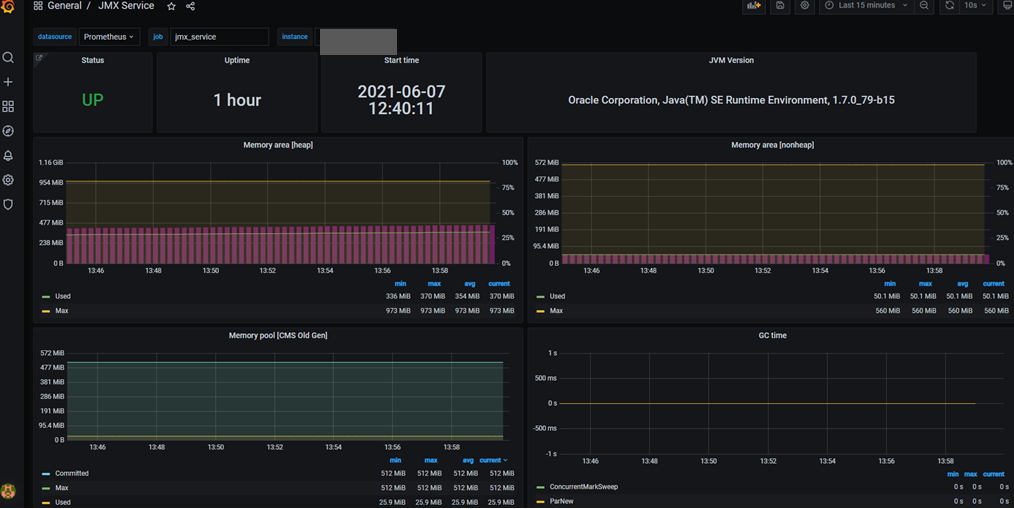 General / JMX Service
Last 15 minutes
10s
datasource Prometheus job jmx_service instance
Status
UP
Uptime
1 hour
Start time
2021-06-07
12:40:11
JVM Version
Oracle Corporation, Java(TM) SE Runtime Environment, 1.7.0_79-b15
Memory area [heap]
1.16 GiB 100%
954 MiB 75%
715 MiB
477 MiB 50%
238 MiB 25%
0 B 0%
13:46 13:48 13:50 13:52 13:54 13:56 13:58
min max avg current
Used 336 MiB 370 MiB 354 MiB 370 MiB
Max 973 MiB 973 MiB 973 MiB 973 MiB
Memory area [nonheap]
572 MiB 100%
477 MiB 75%
381 MiB
286 MiB 50%
191 MiB
95.4 MiB 25%
0 B 0%
13:46 13:48 13:50 13:52 13:54 13:56 13:58
min max avg current
Used 50.1 MiB 50.1 MiB 50.1 MiB 50.1 MiB
Max 560 MiB 560 MiB 560 MiB 560 MiB
Memory pool [CMS Old Gen]
572 MiB
477 MiB
381 MiB
286 MiB
191 MiB
95.4 MiB
0 B
13:46 13:48 13:50 13:52 13:54 13:56 13:58
min max avg current
Committed 512 MiB 512 MiB 512 MiB 512 MiB
Max 512 MiB 512 MiB 512 MiB 512 MiB
Used 25.9 MiB 25.9 MiB 25.9 MiB 25.9 MiB
GC time
1 s
500 ms
0 s
-500 ms
-1 s
13:46 13:48 13:50 13:52 13:54 13:56 13:58
min max current
ConcurrentMarkSweep 0 s 0 s 0 s
ParNew 0 s 0 s 0 s